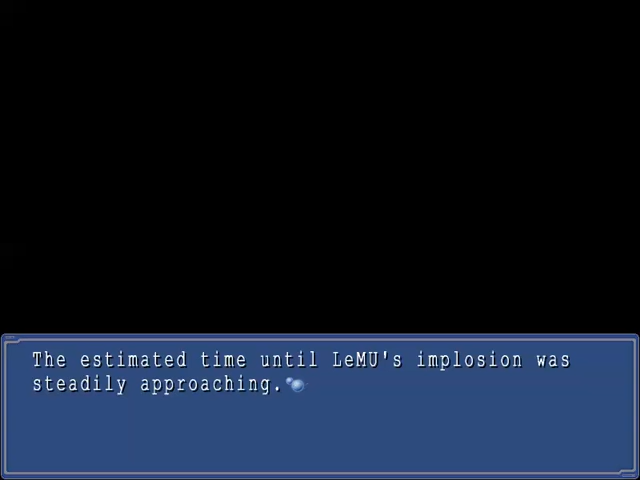 The estimated time until LeMU's implosion was
steadily approaching.